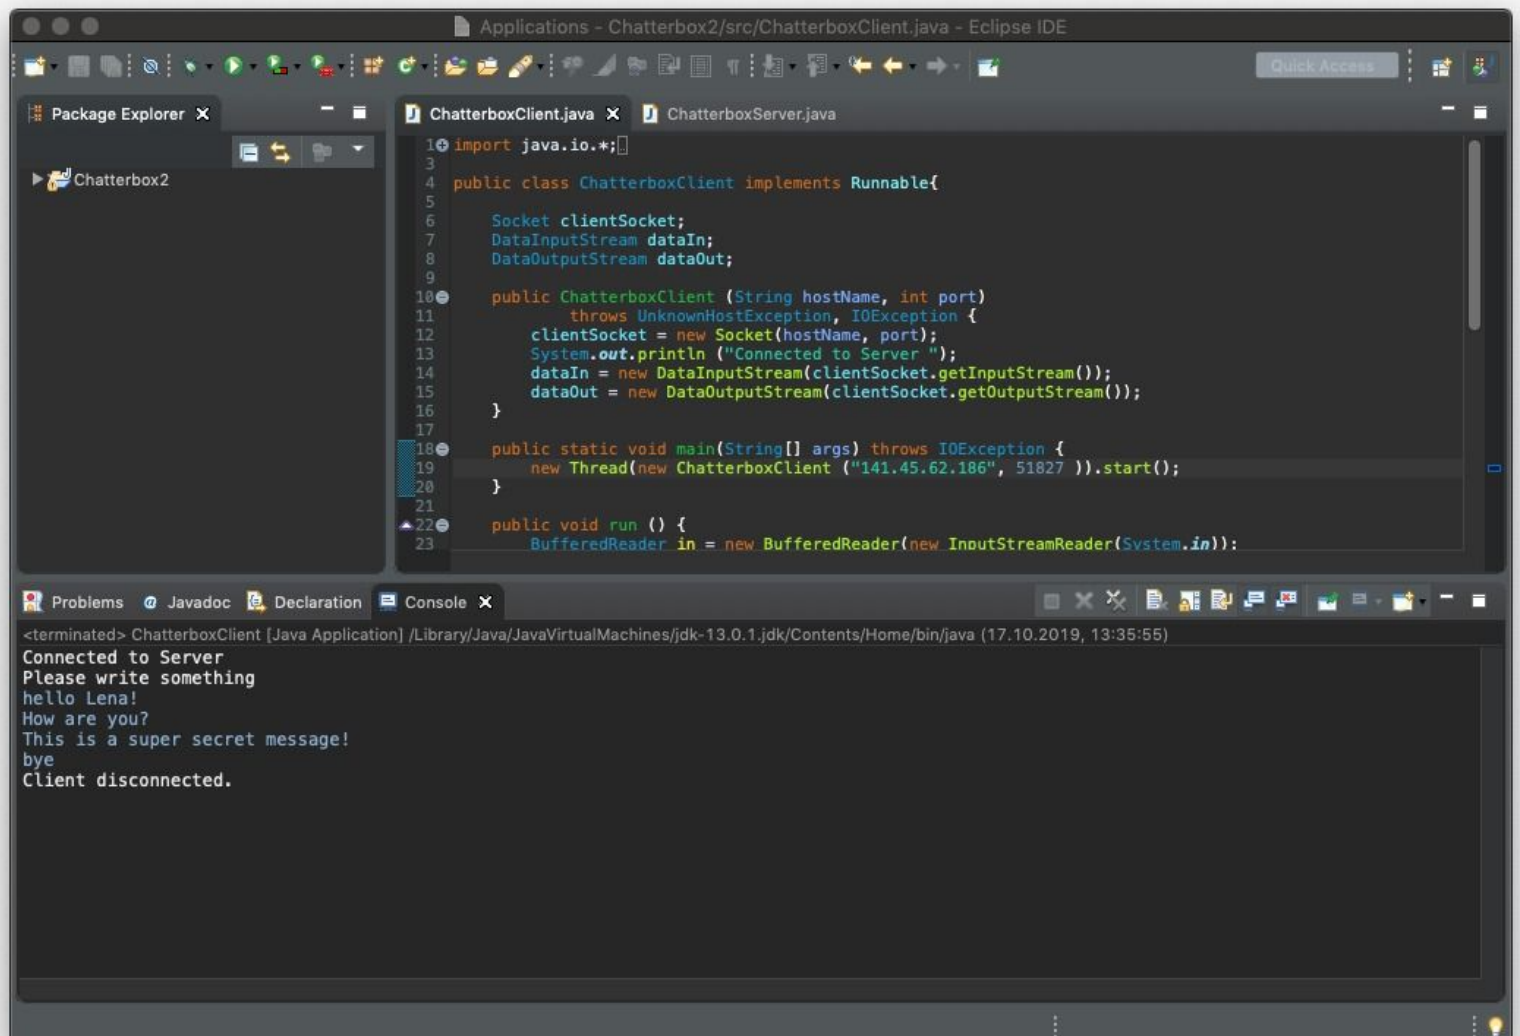 Applications - Chatterbox2/src/ChatterboxClient.java - Eclipse IDE
Quick Access
Package Explorer
ChatterboxClient.java
ChatterboxServer.java
Chatterbox2
1 import java.io.*;
3
4 public class ChatterboxClient implements Runnable{
5
6 Socket clientSocket;
7 DataInputStream dataIn;
8 DataOutputStream dataOut;
9
10 public ChatterboxClient (String hostName, int port)
11 throws UnknownHostException, IOException {
12 clientSocket = new Socket(hostName, port);
13 System.out.println ("Connected to Server ");
14 dataIn = new DataInputStream(clientSocket.getInputStream());
15 dataOut = new DataOutputStream(clientSocket.getOutputStream());
16 }
17
18 public static void main(String[] args) throws IOException {
19 new Thread(new ChatterboxClient ("141.45.62.186", 51827 )).start();
20 }
21
22 public void run () {
23 BufferedReader in = new BufferedReader(new InputStreamReader(System.in));
Problems @ Javadoc Declaration Console
<terminated> ChatterboxClient [Java Application] /Library/Java/JavaVirtualMachines/jdk-13.0.1.jdk/Contents/Home/bin/java (17.10.2019, 13:35:55)
Connected to Server
Please write something
hello Lena!
How are you?
This is a super secret message!
bye
Client disconnected.